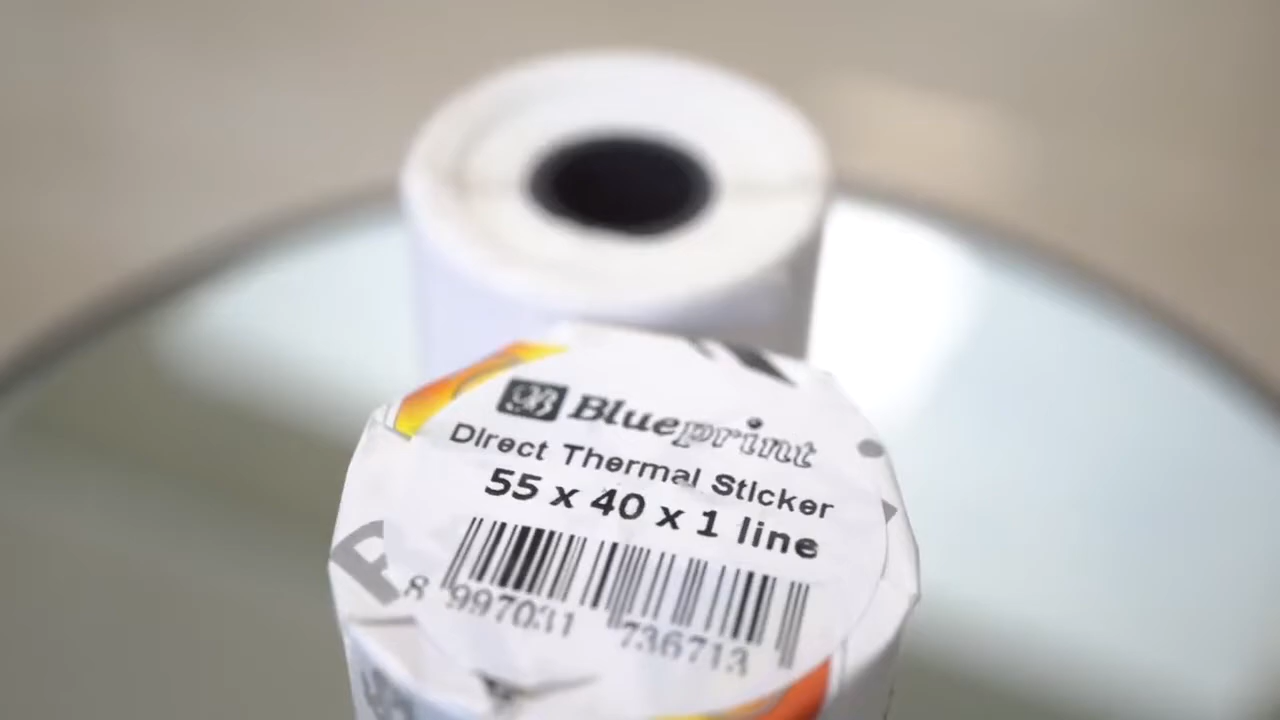 Blueprint
Direct Thermal Sticker
55 x 40 x 1 line
8 997031 736713